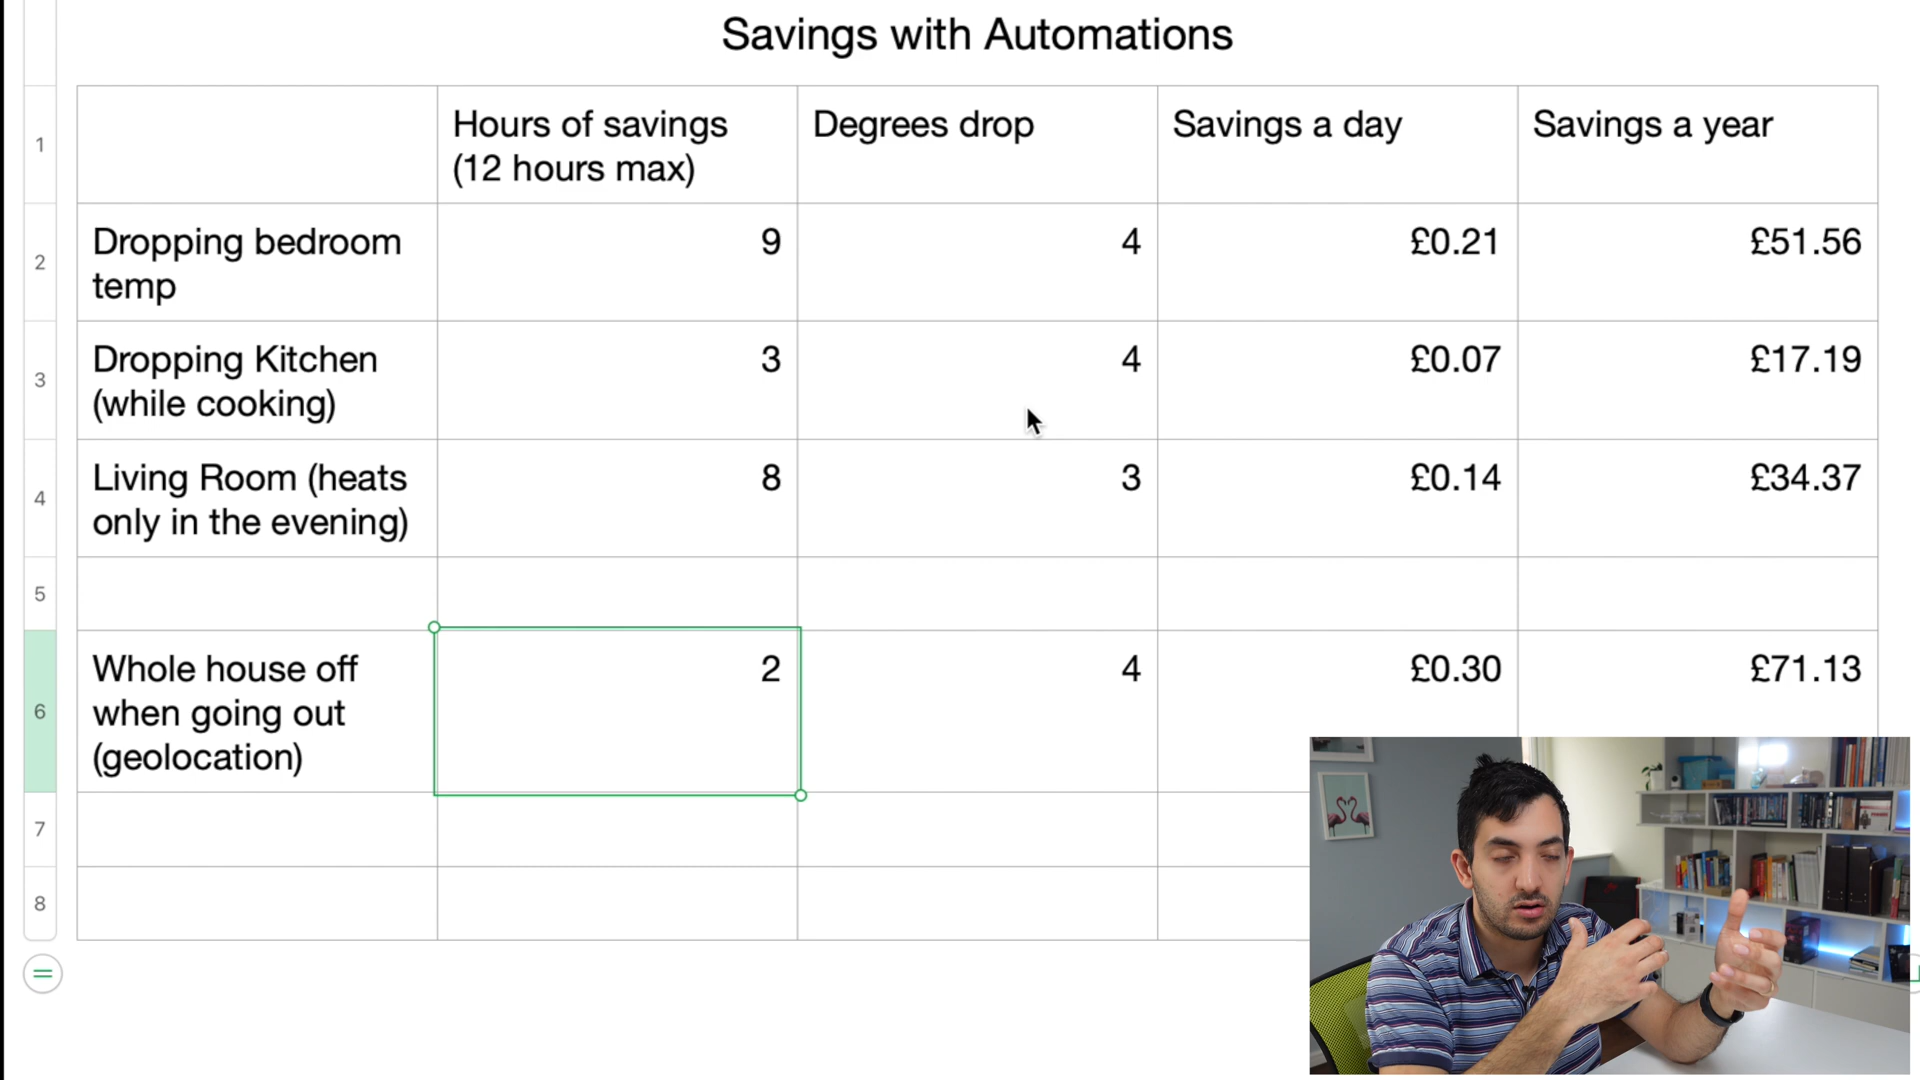 Savings with Automations
Hours of savings
(12 hours max)
Degrees drop
Savings a day
Savings a year
1
Dropping bedroom
temp
9
4
£0.21
£51.56
2
Dropping Kitchen
(while cooking)
3
4
£0.07
£17.19
3
Living Room (heats
only in the evening)
8
3
£0.14
£34.37
4
5
Whole house off
when going out
(geolocation)
2
4
£0.30
£71.13
6
7
8